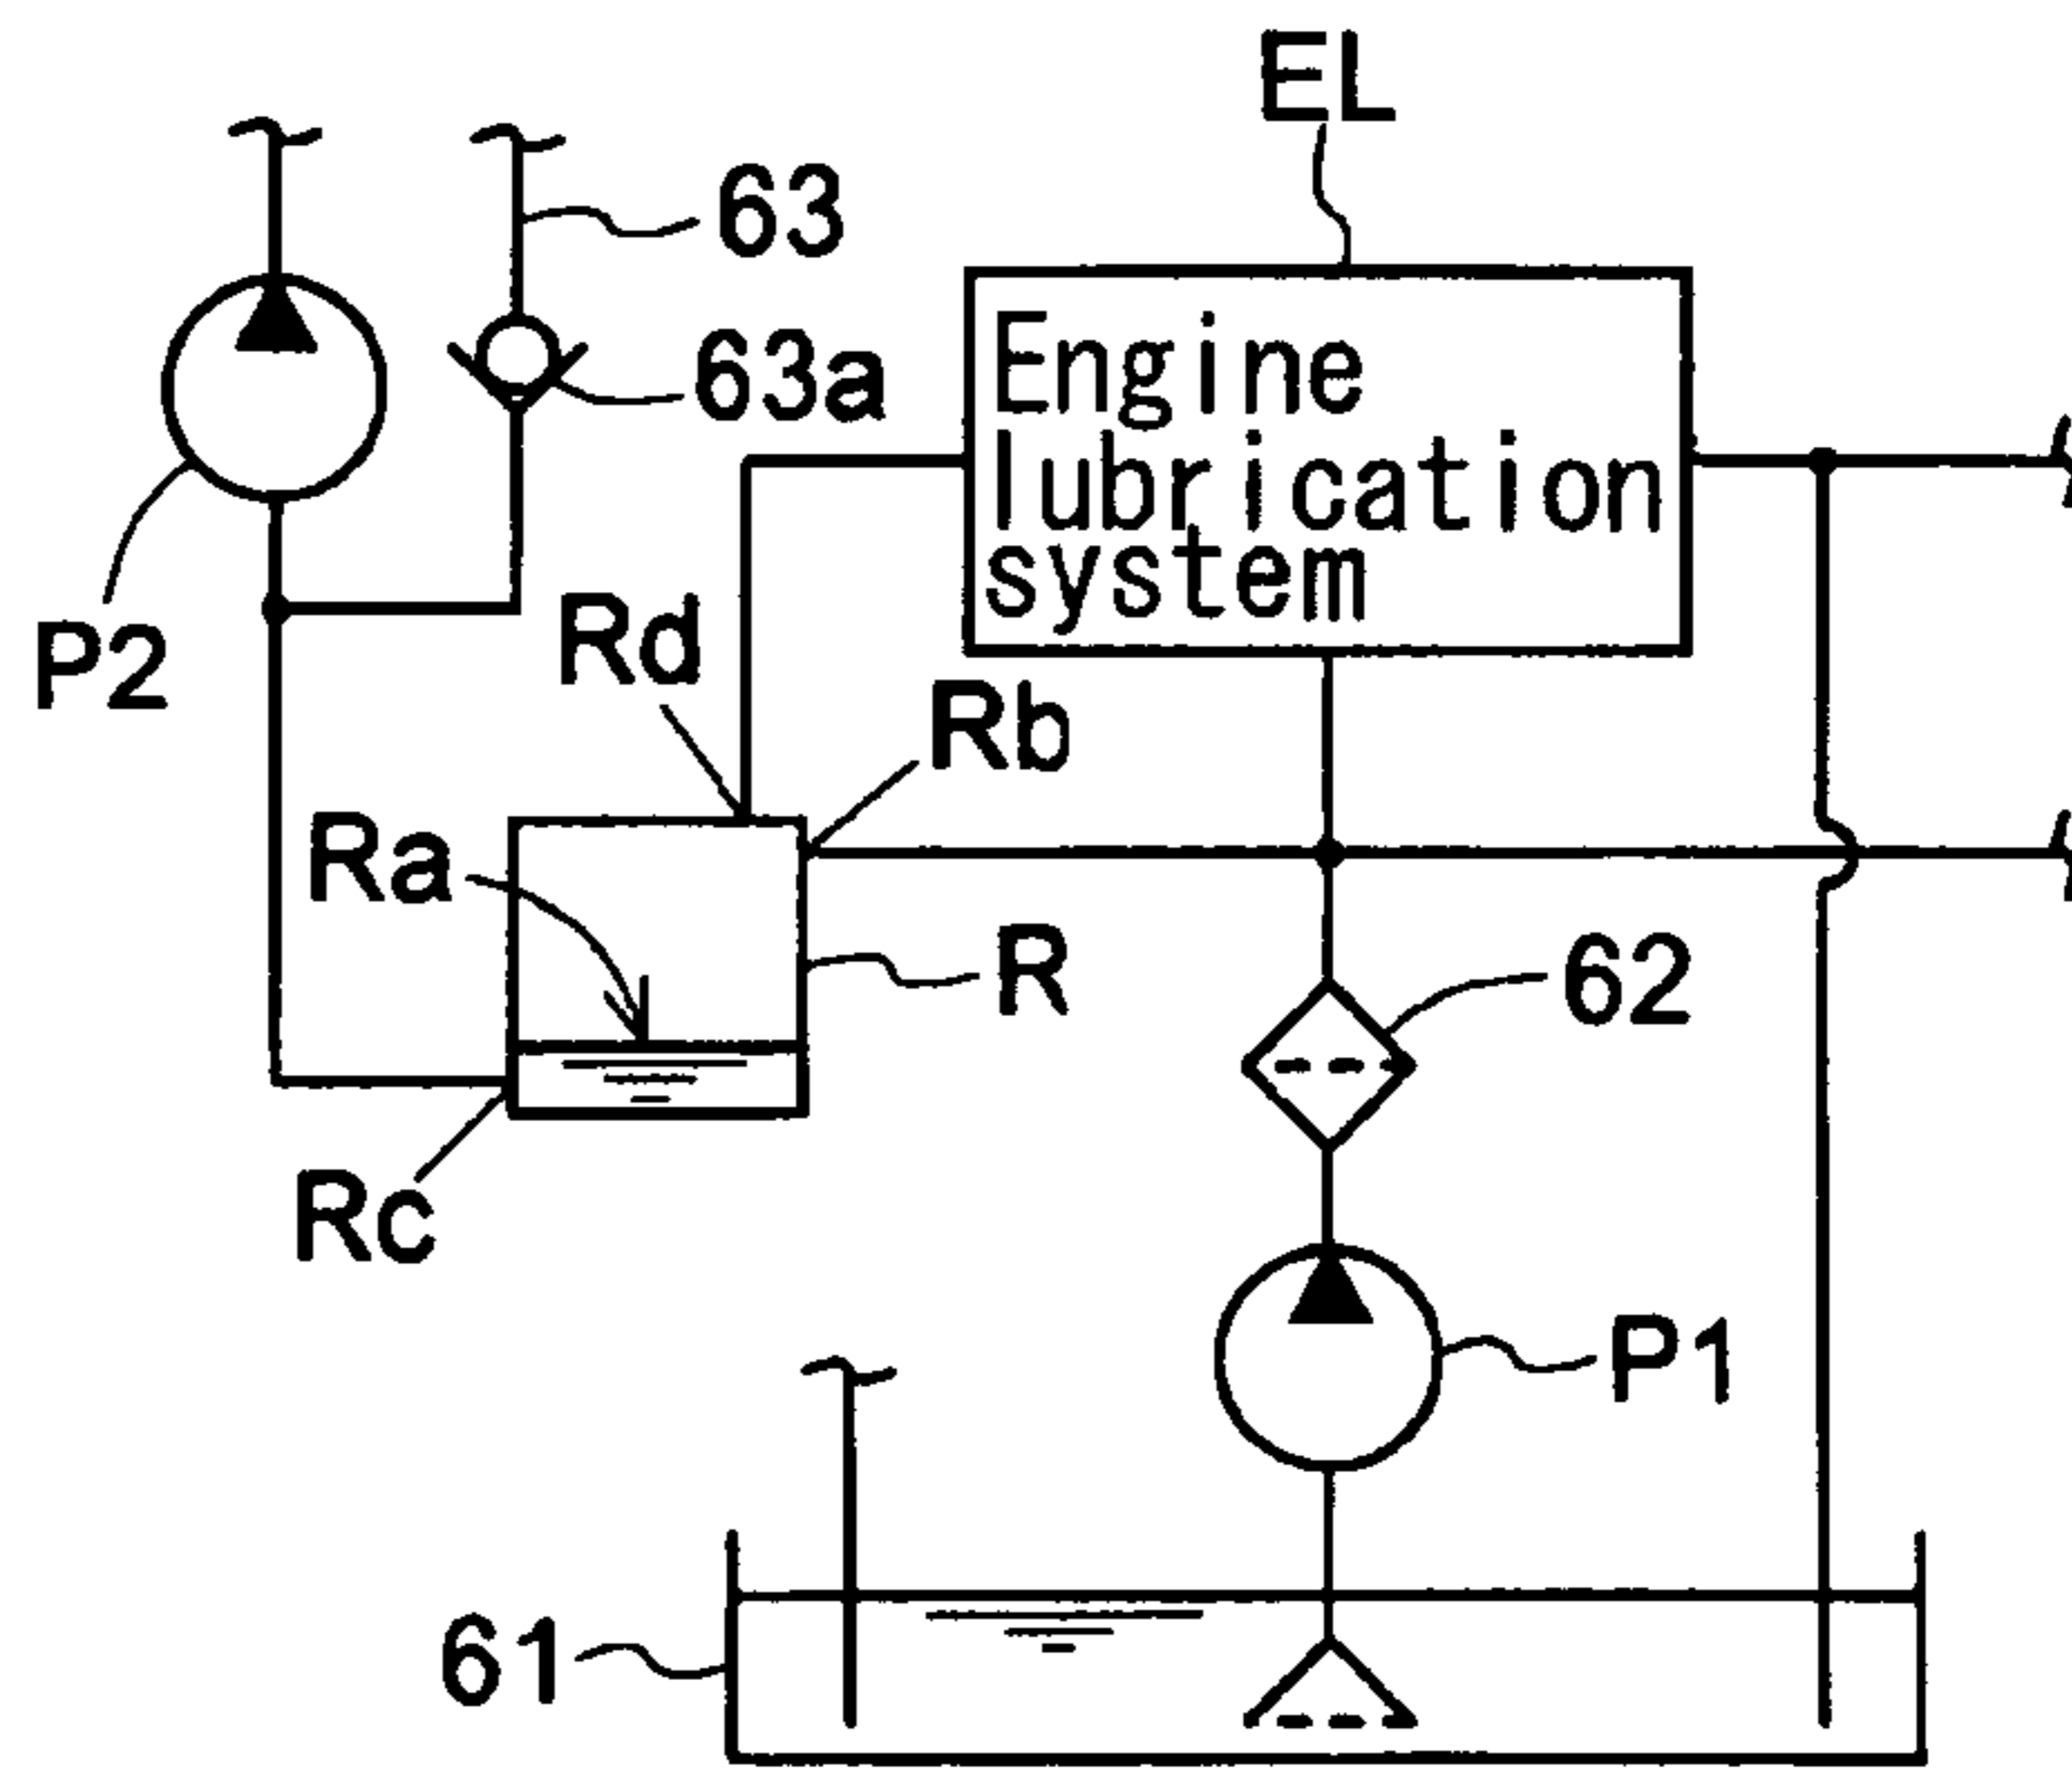 EL
63
63a
Engine
lubrication
system
P2
Rd
Rb
Ra
R
62
Rc
P1
61